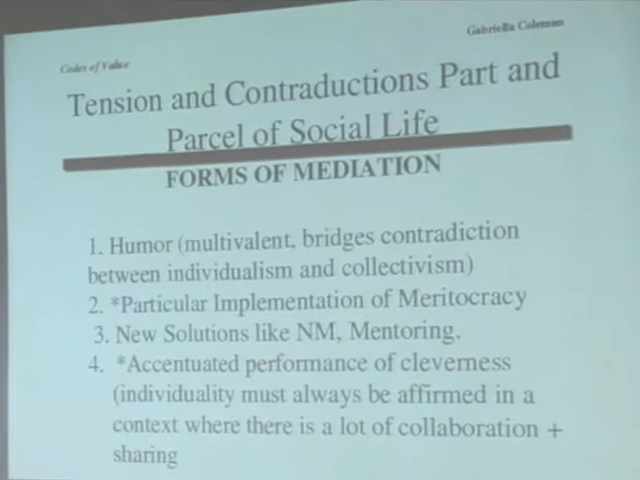 Codes of Value
Gabriella Coleman
Tension and Contraductions Part and
Parcel of Social Life
FORMS OF MEDIATION
1. Humor (multivalent, bridges contradiction
between individualism and collectivism)
2. *Particular Implementation of Meritocracy
3. New Solutions like NM, Mentoring.
4. *Accentuated performance of cleverness
(individuality must always be affirmed in a
context where there is a lot of collaboration +
sharing